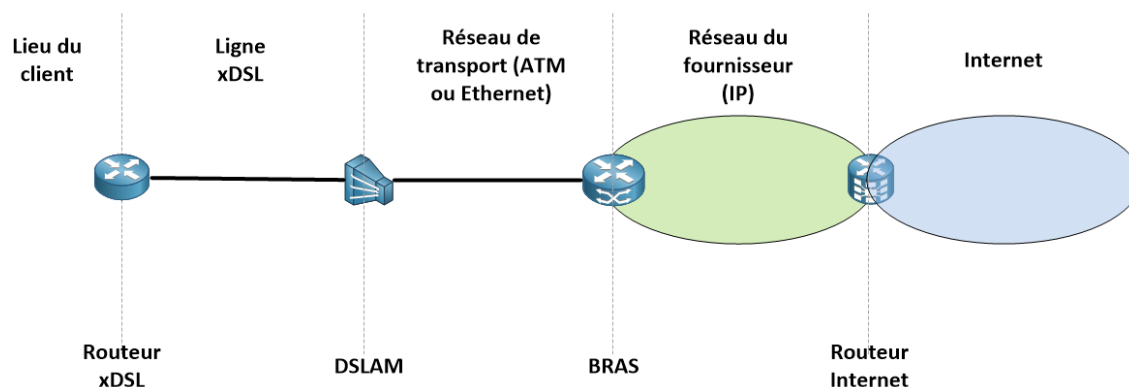 Lieu du
client
Ligne
xDSL
Réseau de
transport (ATM
ou Ethernet)
Réseau du
fournisseur
(IP)
Internet
Routeur
xDSL
DSLAM
BRAS
Routeur
Internet